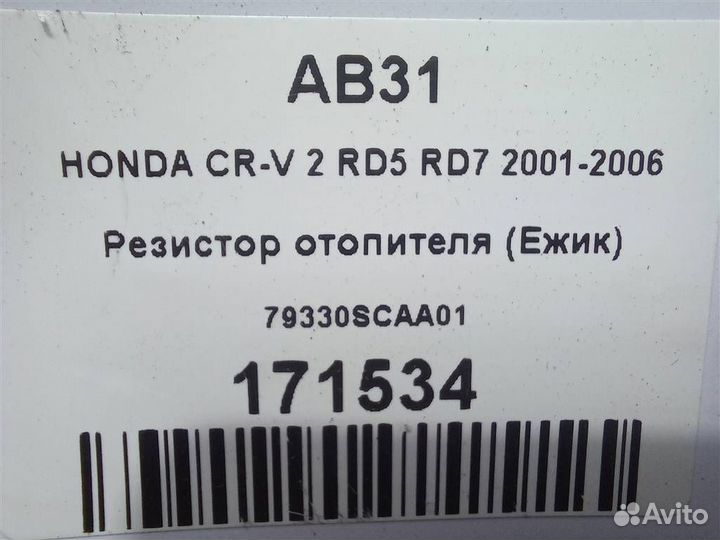 AB31
HONDA CR-V 2 RD5 RD7 2001-2006
Резистор отопителя (Ежик)
79330SCAA01
171534
Avito